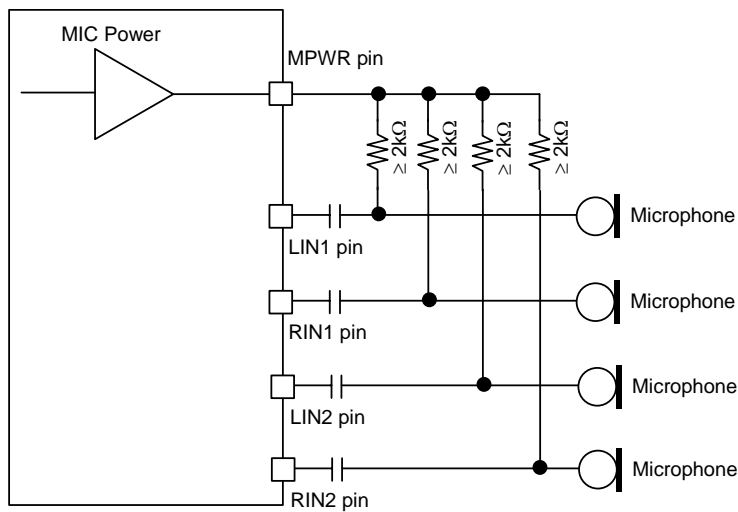 MIC Power
MPWR pin
≥ 2kΩ
≥ 2kΩ
≥ 2kΩ
≥ 2kΩ
LIN1 pin
Microphone
RIN1 pin
Microphone
LIN2 pin
Microphone
RIN2 pin
Microphone